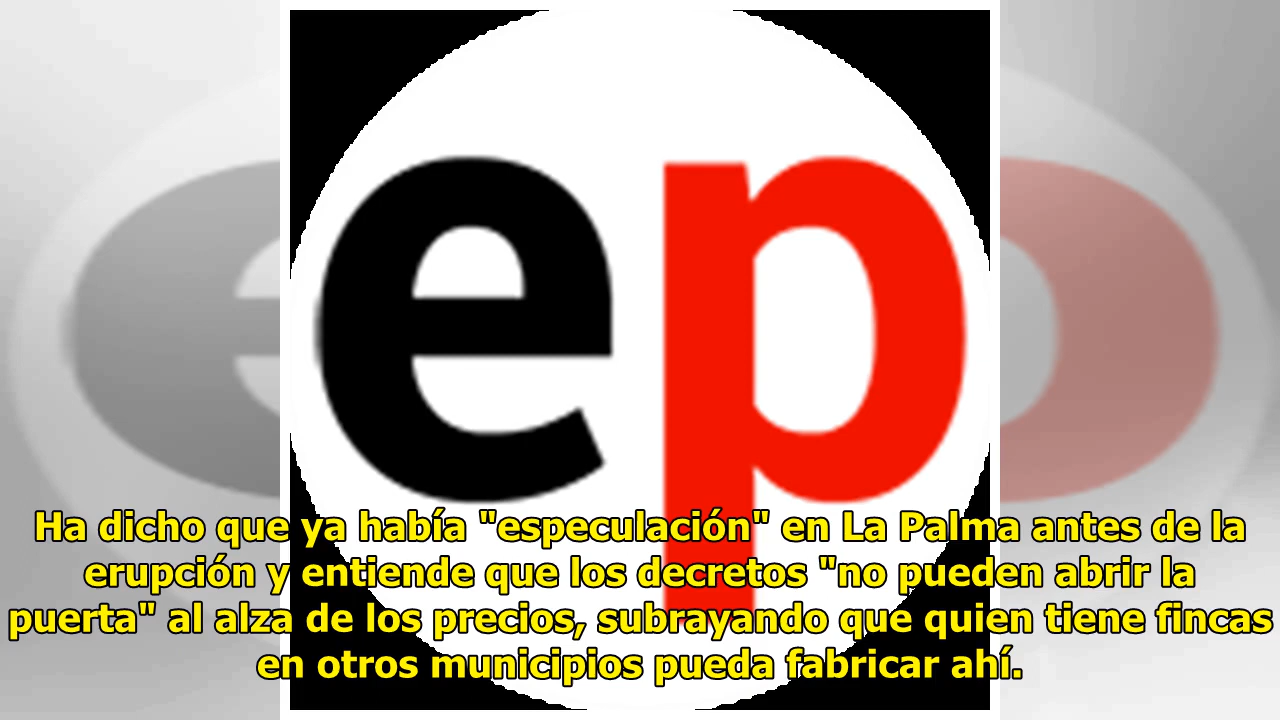 ep
Ha dicho que ya había "especulación" en La Palma antes de la
erupción y entiende que los decretos "no pueden abrir la
puerta" al alza de los precios, subrayando que quien tiene fincas
en otros municipios pueda fabricar ahí.